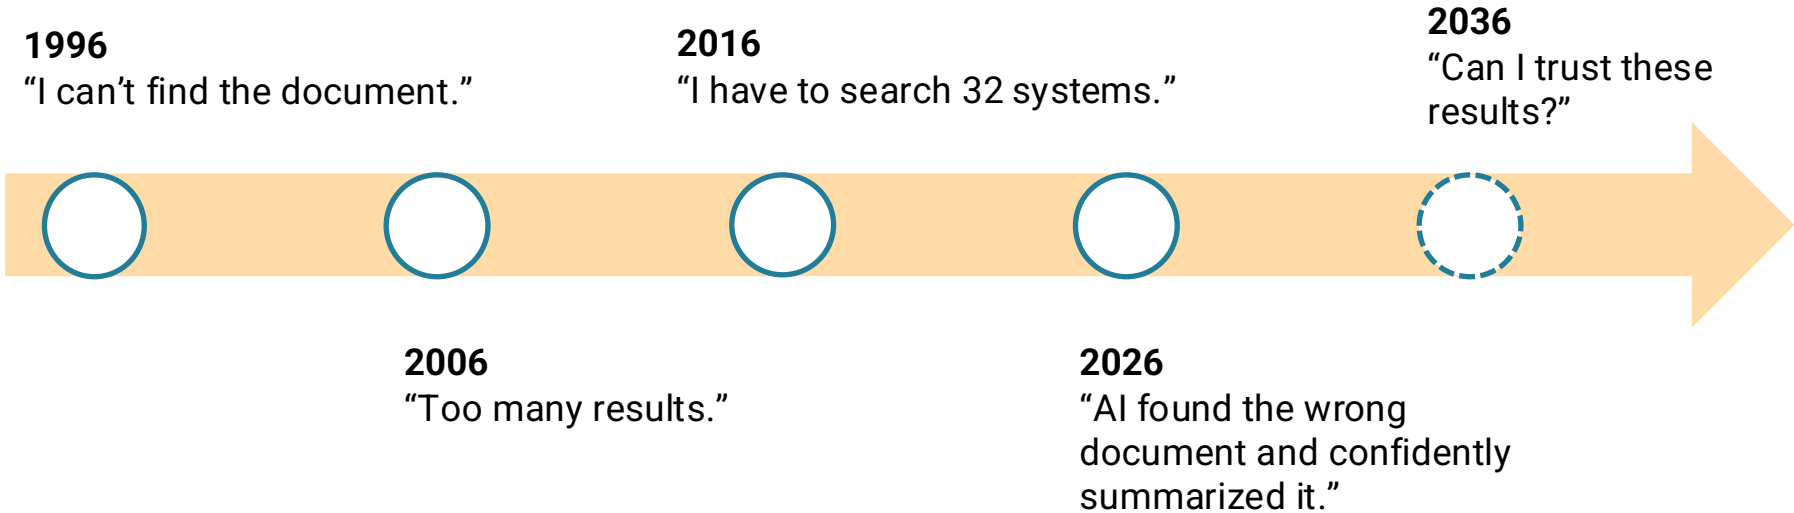 1996
“I can’t find the document.”
2006
“Too many results.”
2016
“I have to search 32 systems.”
2026
“AI found the wrong
document and confidently
summarized it.”
2036
“Can I trust these
results?”